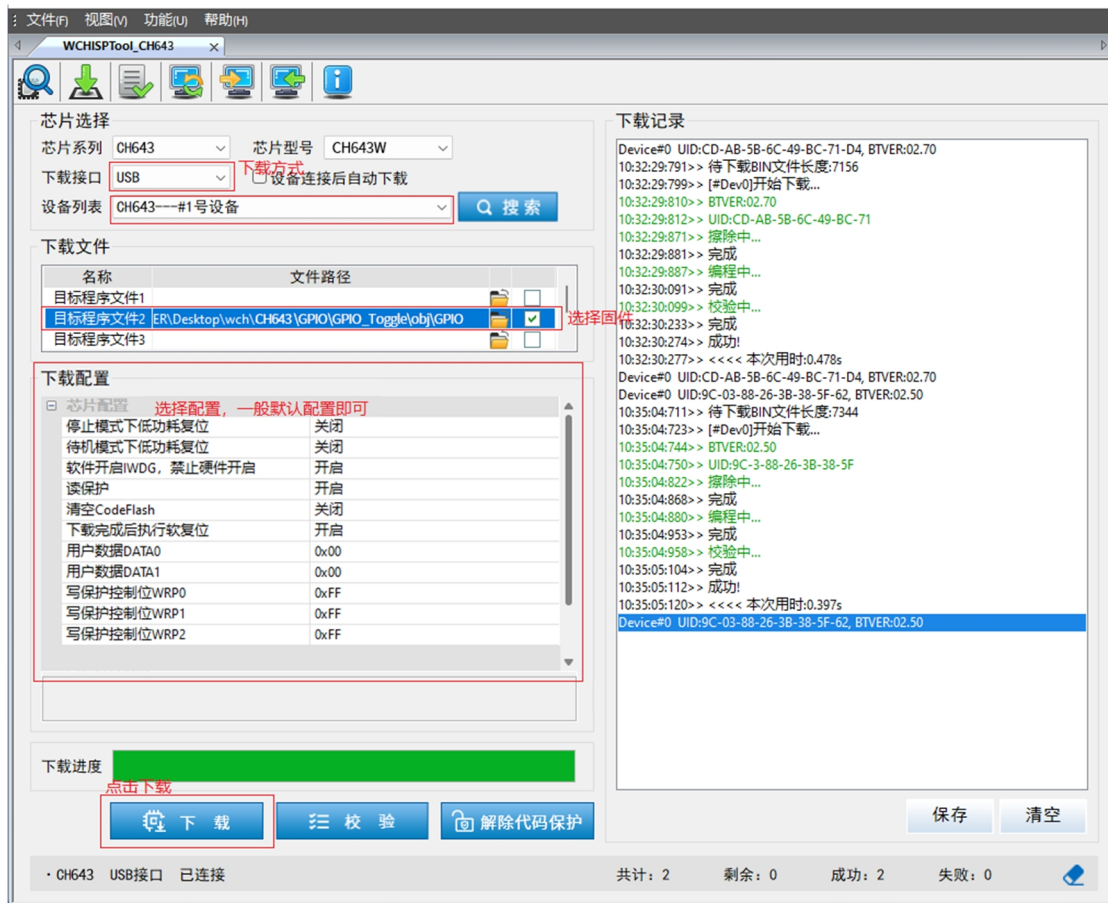 文件(F) 视图(V) 功能(U) 帮助(H)
WCHISPTool_CH643 ×
芯片选择
芯片系列 CH643 芯片型号 CH643W
下载接口 USB 下载方式 设备连接后自动下载
设备列表 CH643---#1号设备 搜索
下载文件
名称 文件路径
目标程序文件1
目标程序文件2 ER\Desktop\wch\CH643\GPIO\GPIO_Toggle\obj\GPIO 选择固件
目标程序文件3
下载配置
芯片配置 选择配置，一般默认配置即可
停止模式下低功耗复位 关闭
待机模式下低功耗复位 关闭
软件开启IWDG，禁止硬件开启 开启
读保护 开启
清空CodeFlash 关闭
下载完成后执行软复位 开启
用户数据DATA0 0x00
用户数据DATA1 0x00
写保护控制位WRP0 0xFF
写保护控制位WRP1 0xFF
写保护控制位WRP2 0xFF
下载进度
点击下载
下 载 校 验 解除代码保护
下载记录
Device#0 UID:CD-AB-5B-6C-49-BC-71-D4, BTVER:02.70
10:32:29:791>> 待下载BIN文件长度:7156
10:32:29:799>> [#Dev0]开始下载...
10:32:29:810>> BTVER:02.70
10:32:29:812>> UID:CD-AB-5B-6C-49-BC-71
10:32:29:871>> 擦除中...
10:32:29:881>> 完成
10:32:29:887>> 编程中...
10:32:30:091>> 完成
10:32:30:099>> 校验中...
10:32:30:233>> 完成
10:32:30:274>> 成功!
10:32:30:277>> <<<< 本次用时:0.478s
Device#0 UID:CD-AB-5B-6C-49-BC-71-D4, BTVER:02.70
Device#0 UID:9C-03-88-26-3B-38-5F-62, BTVER:02.50
10:35:04:711>> 待下载BIN文件长度:7344
10:35:04:723>> [#Dev0]开始下载...
10:35:04:744>> BTVER:02.50
10:35:04:750>> UID:9C-3-88-26-3B-38-5F
10:35:04:822>> 擦除中...
10:35:04:868>> 完成
10:35:04:880>> 编程中...
10:35:04:953>> 完成
10:35:04:958>> 校验中...
10:35:05:104>> 完成
10:35:05:112>> 成功!
10:35:05:120>> <<<< 本次用时:0.397s
Device#0 UID:9C-03-88-26-3B-38-5F-62, BTVER:02.50
保存 清空
·CH643 USB接口 已连接 共计：2 剩余：0 成功：2 失败：0